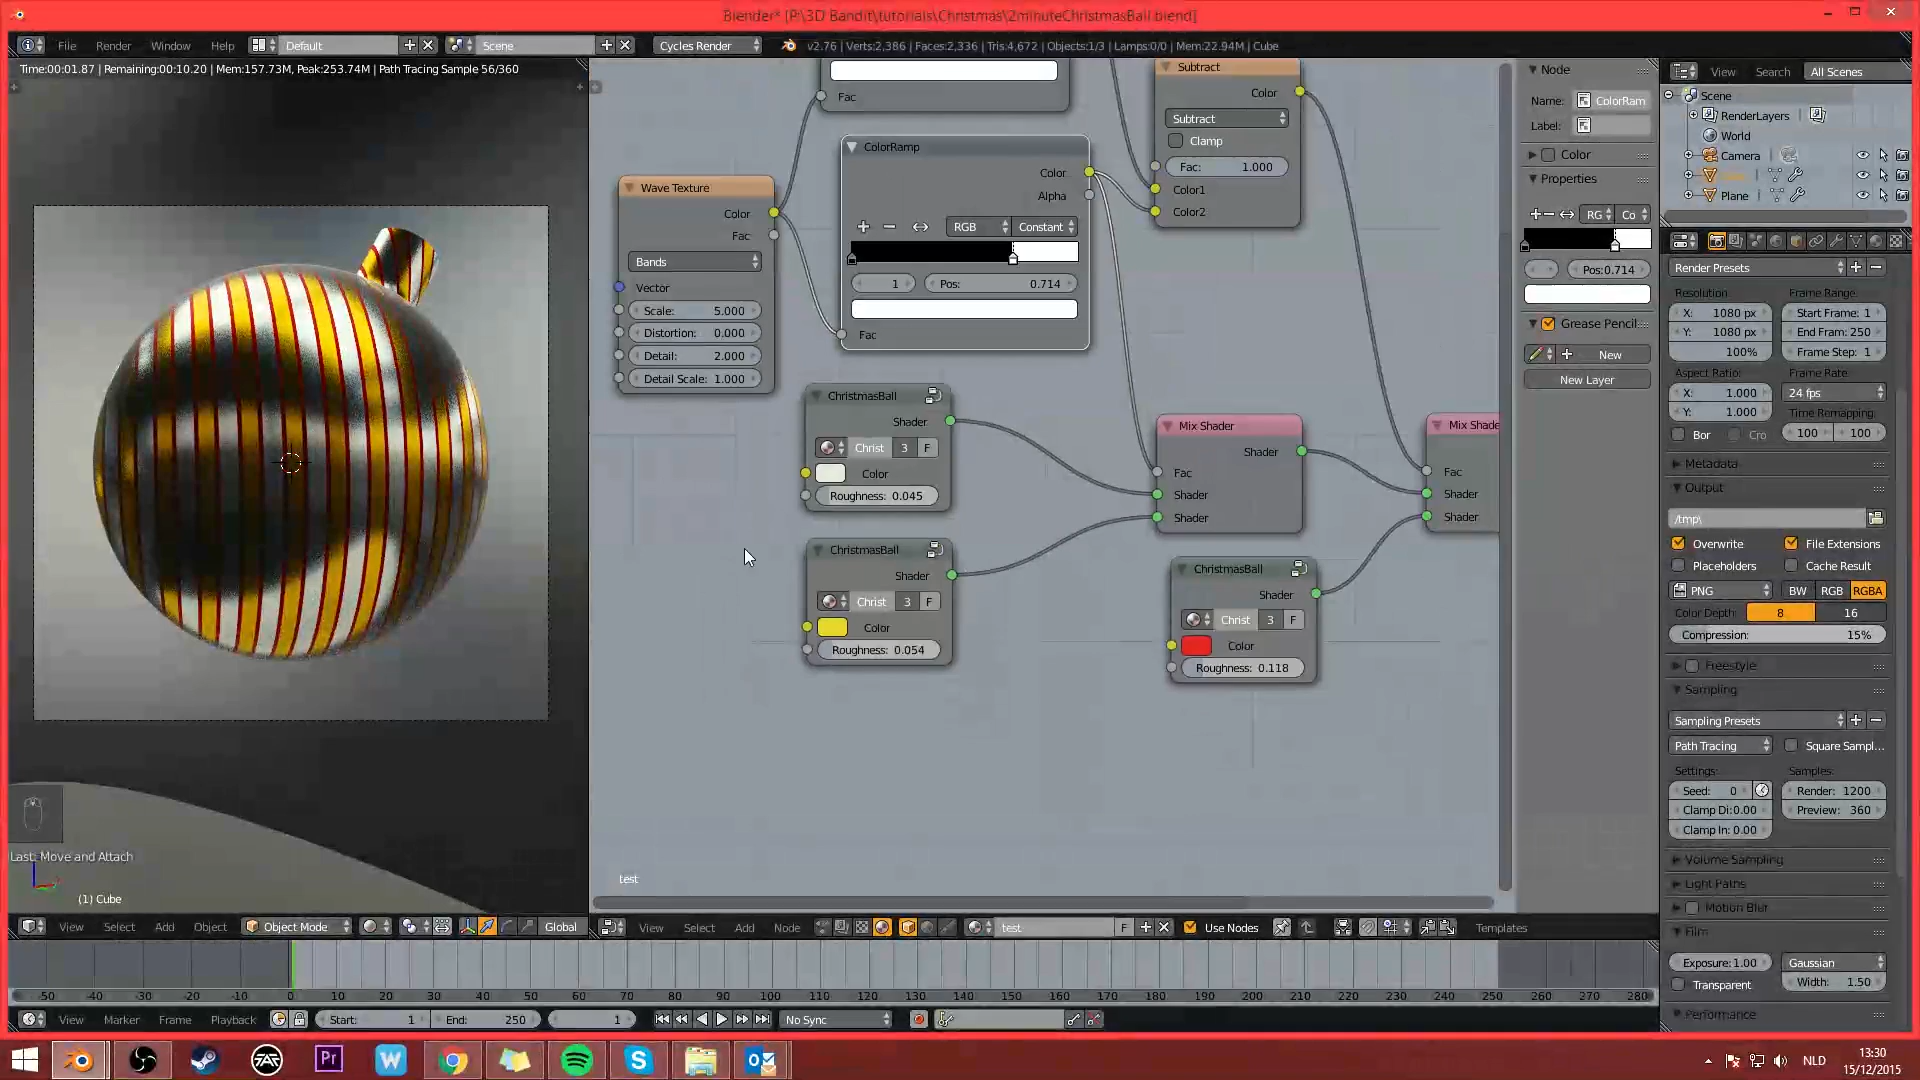 Blender* [P:\3D Bandit\tutorials\Christmas\2minuteChristmasBall.blend]
File Render Window Help Default Scene Cycles Render v2.76 | Verts:2,386 | Faces:2,336 | Tris:4,672 | Objects:1/3 | Lamps:0/0 | Mem:22.94M | Cube
Time:00:01.87 | Remaining:00:10.20 | Mem:157.73M, Peak:253.74M | Path Tracing Sample 56/360
Last: Move and Attach
(1) Cube
View Select Add Object Object Mode Global
Fac
Wave Texture
Color
Fac
Bands
Vector
Scale: 5.000
Distortion: 0.000
Detail: 2.000
Detail Scale: 1.000
ColorRamp
Color
Alpha
RGB Constant
1 Pos: 0.714
Fac
Subtract
Color
Subtract
Clamp
Fac: 1.000
Color1
Color2
ChristmasBall
Shader
Christ 3 F
Color
Roughness: 0.045
ChristmasBall
Shader
Christ 3 F
Color
Roughness: 0.054
Mix Shader
Shader
Fac
Shader
Shader
ChristmasBall
Shader
Christ 3 F
Color
Roughness: 0.118
Mix Shade
Fac
Shader
Shader
test
View Select Add Node test F Use Nodes Templates
Node
Name: ColorRam
Label:
Color
Properties
RG Co
Pos:0.714
Grease Pencil
New
New Layer
View Search All Scenes
Scene
RenderLayers
World
Camera
Plane
Render Presets
Resolution: Frame Range:
X: 1080 px Start Frame: 1
Y: 1080 px End Fram: 250
100% Frame Step: 1
Aspect Ratio: Frame Rate:
X: 1.000 24 fps
Y: 1.000 Time Remapping:
Bor Cro 100 100
Metadata
Output
/tmp\
Overwrite File Extensions
Placeholders Cache Result
PNG BW RGB RGBA
Color Depth: 8 16
Compression: 15%
Freestyle
Sampling
Sampling Presets
Path Tracing Square Sampl...
Settings: Samples:
Seed: 0 Render: 1200
Clamp Di:0.00 Preview: 360
Clamp In: 0.00
Volume Sampling
Light Paths
Motion Blur
Film
Exposure:1.00 Gaussian
Transparent Width: 1.50
Performance
-50 -40 -30 -20 -10 0 10 20 30 40 50 60 70 80 90 100 110 120 130 140 150 160 170 180 190 200 210 220 230 240 250 260 270 280
View Marker Frame Playback Start: 1 End: 250 1 No Sync
Pr W NLD 13:30
15/12/2015